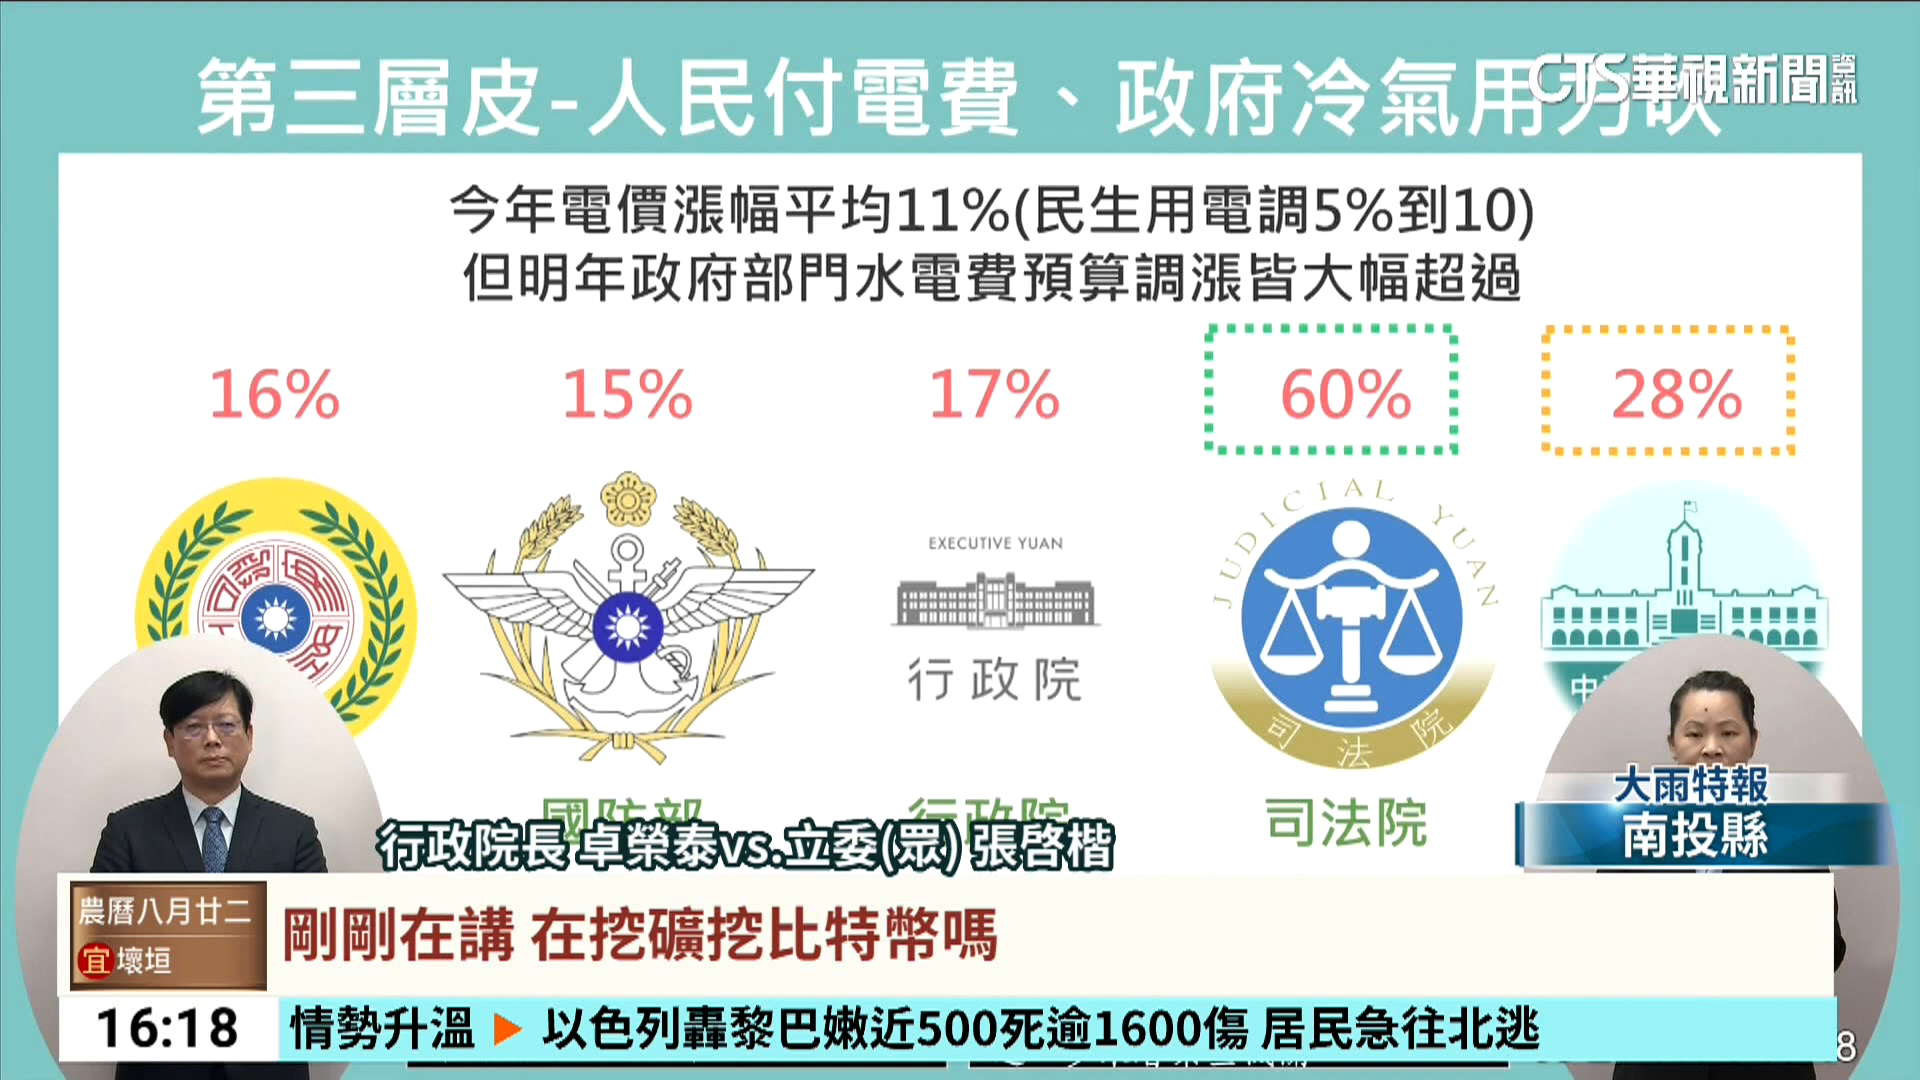 第三層皮-人民付電費、政府冷氣用力吹
CTS華視新聞資訊
今年電價漲幅平均11%(民生用電調5%到10)
但明年政府部門水電費預算調漲皆大幅超過
16%
15%
17%
60%
28%
EXECUTIVE YUAN
行政院
JUDICIAL YUAN
司法院
國防部
行政院
司法院
大雨特報
南投縣
行政院長 卓榮泰vs.立委(眾) 張啓楷
農曆八月廿二
宜 壞垣
剛剛在講 在挖礦挖比特幣嗎
16:18
情勢升溫 ▶ 以色列轟黎巴嫩近500死逾1600傷 居民急往北逃
8